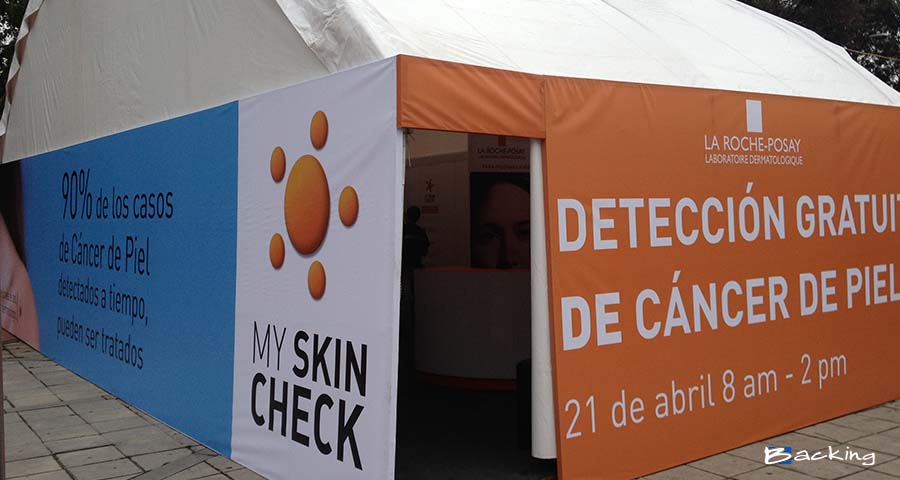 90% de los casos
de Cáncer de Piel
detectados a tiempo,
pueden ser tratados
MY SKIN
CHECK
LA ROCHE-POSAY
LA ROCHE-POSAY
LABORATOIRE DERMATOLOGIQUE
DETECCIÓN GRATUIT
DE CÁNCER DE PIEL
21 de abril 8 am - 2 pm
Backing